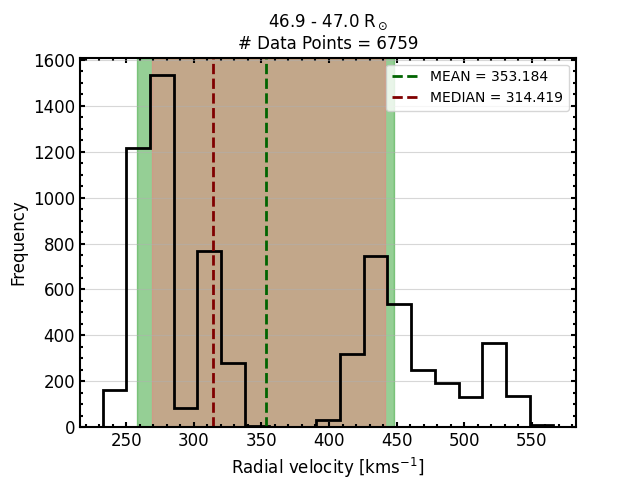 46.9 - 47.0 R⊙
# Data Points = 6759
MEAN = 353.184
MEDIAN = 314.419
1600
1400
1200
1000
800
600
400
200
0
Frequency
250 300 350 400 450 500 550
Radial velocity [kms⁻¹]